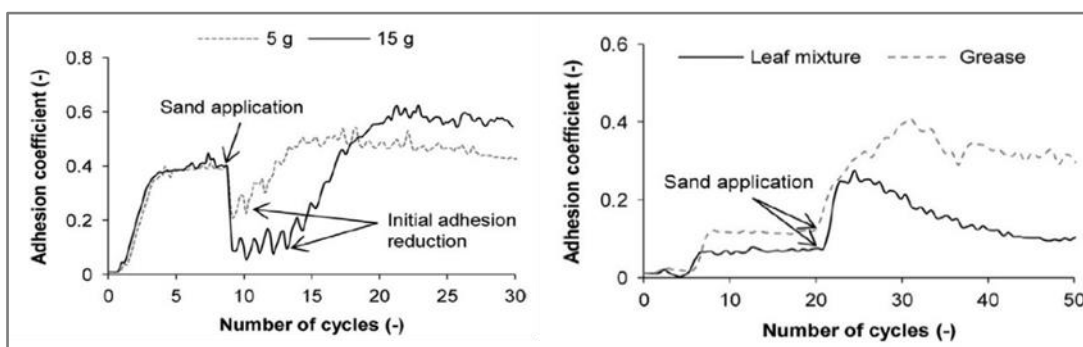 5 g 15 g
Adhesion coefficient (-)
0.8
0.6
0.4
0.2
0
Sand application
Initial adhesion
reduction
0 5 10 15 20 25 30
Number of cycles (-)
Leaf mixture Grease
Adhesion coefficient (-)
0.6
0.4
0.2
0
Sand application
0 10 20 30 40 50
Number of cycles (-)